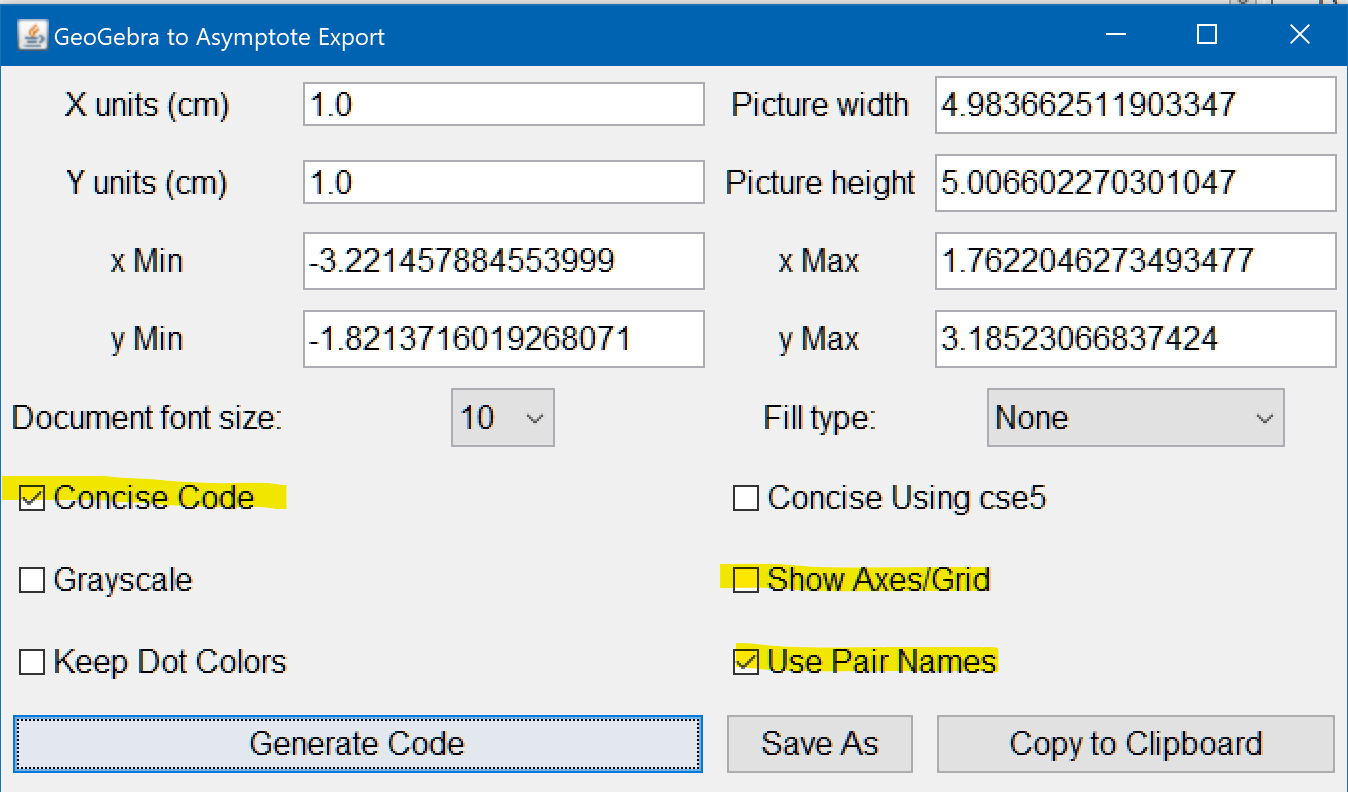 GeoGebra to Asymptote Export
X units (cm) 1.0 Picture width 4.983662511903347
Y units (cm) 1.0 Picture height 5.006602270301047
x Min -3.221457884553999 x Max 1.7622046273493477
y Min -1.8213716019268071 y Max 3.18523066837424
Document font size: 10 Fill type: None
Concise Code Concise Using cse5
Grayscale Show Axes/Grid
Keep Dot Colors Use Pair Names
Generate Code Save As Copy to Clipboard